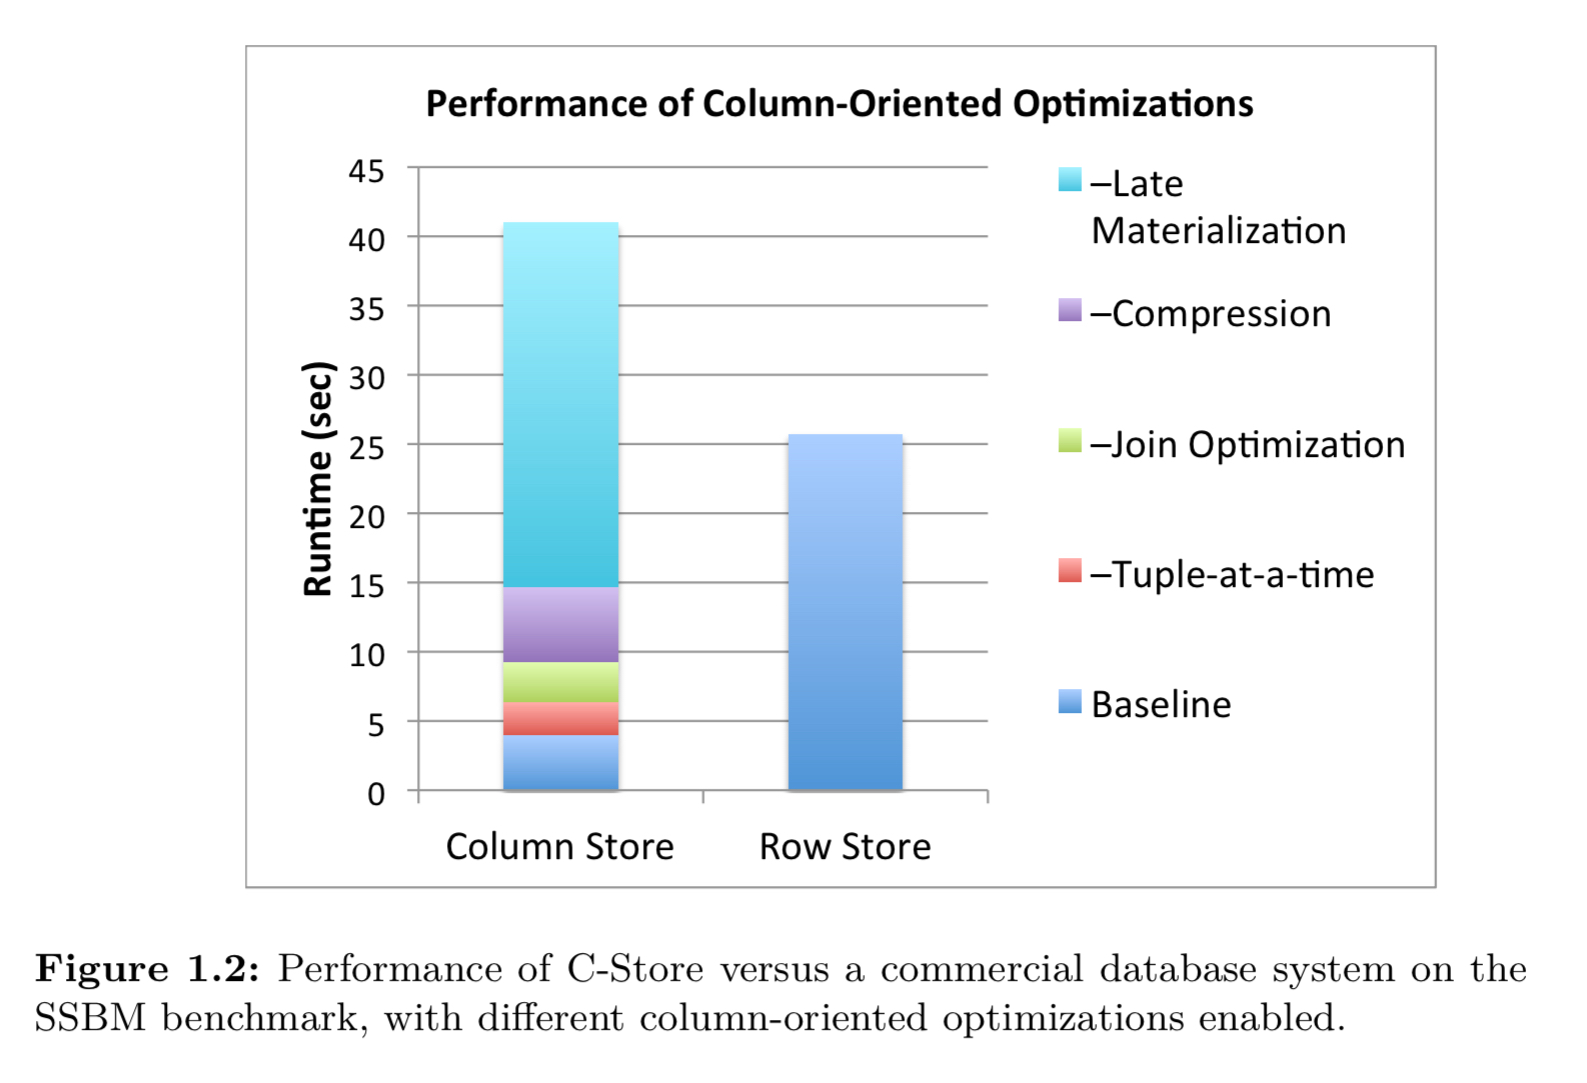 Performance of Column-Oriented Optimizations
45
40
35
30
25
20
15
10
5
0
Runtime (sec)
Column Store
Row Store
–Late
Materialization
–Compression
–Join Optimization
–Tuple-at-a-time
Baseline
Figure 1.2: Performance of C-Store versus a commercial database system on the
SSBM benchmark, with different column-oriented optimizations enabled.